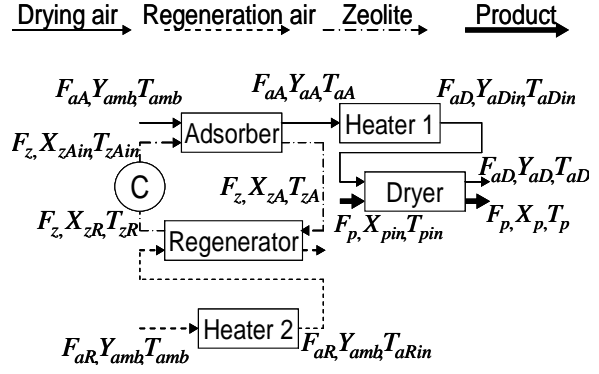 Drying air Regeneration air Zeolite Product
F_aA, Y_amb, T_amb F_aA, Y_aA, T_aA F_aD, Y_aDin, T_aDin
Adsorber Heater 1
F_z, X_zAin, T_zAin
C F_z, X_zA, T_zA Dryer F_aD, Y_aD, T_aD
F_z, X_zR, T_zR Regenerator F_p, X_pin, T_pin F_p, X_p, T_p
Heater 2
F_aR, Y_amb, T_amb F_aR, Y_amb, T_aRin